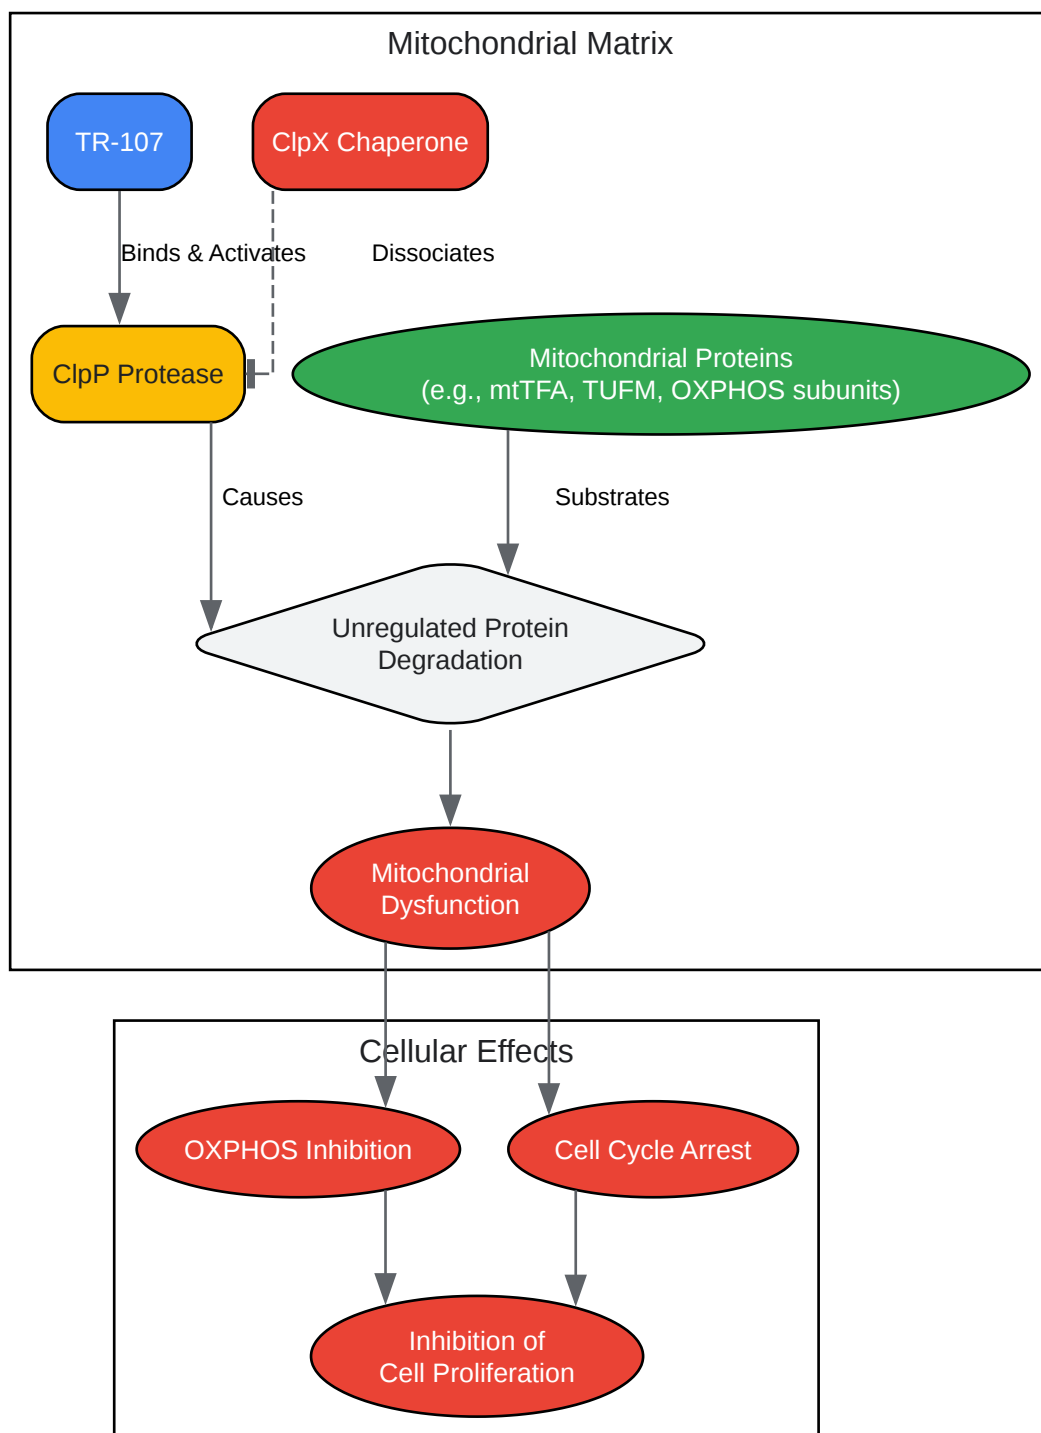 Mitochondrial Matrix
TR-107
ClpX Chaperone
Binds & Activates
Dissociates
ClpP Protease
Mitochondrial Proteins
(e.g., mtTFA, TUFM, OXPHOS subunits)
Causes
Substrates
Unregulated Protein
Degradation
Mitochondrial
Dysfunction
Cellular Effects
OXPHOS Inhibition
Cell Cycle Arrest
Inhibition of
Cell Proliferation